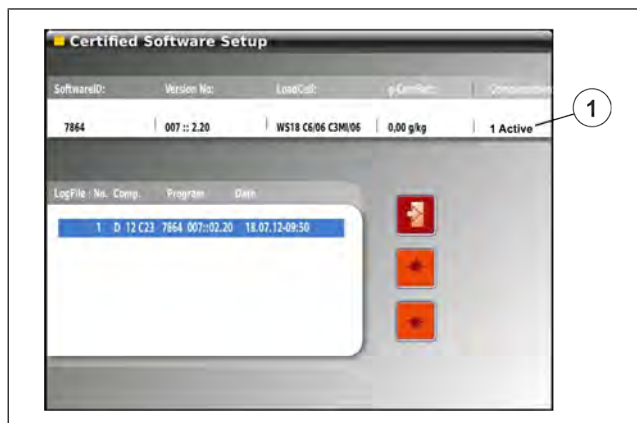 Certified Software Setup
SoftwareID: Version No: LoadCell:
7864 007 :: 2.20 WS18 C6/06 C3MI/06 0,00 g/kg 1 Active
1
LogFile - No. Comp. Program Date
1 D 12 C23 7864 007::02.20 18.07.12-09:50